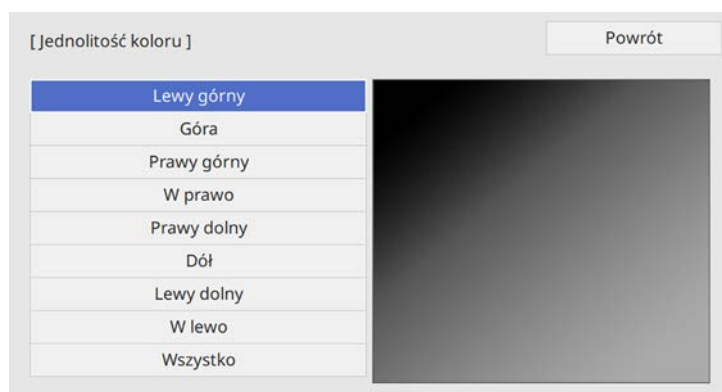 [ Jednolitość koloru ]
Powrót
Lewy górny
Góra
Prawy górny
W prawo
Prawy dolny
Dół
Lewy dolny
W lewo
Wszystko